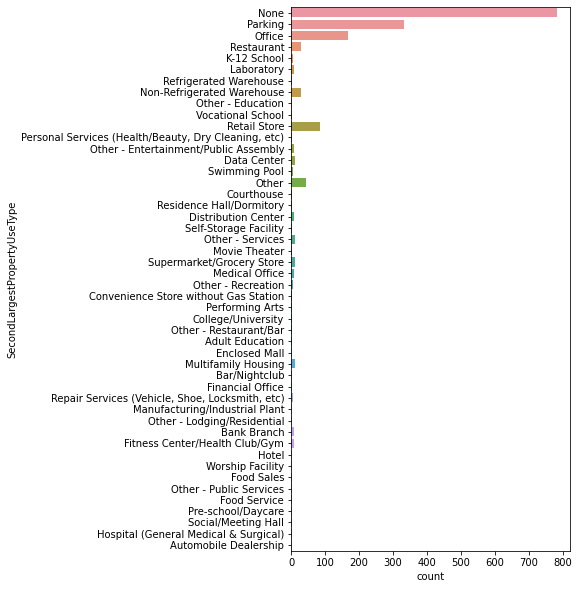 None
Parking
Office
Restaurant
K-12 School
Laboratory
Refrigerated Warehouse
Non-Refrigerated Warehouse
Other - Education
Vocational School
Retail Store
Personal Services (Health/Beauty, Dry Cleaning, etc)
Other - Entertainment/Public Assembly
Data Center
Swimming Pool
Other
Courthouse
Residence Hall/Dormitory
Distribution Center
Self-Storage Facility
Other - Services
Movie Theater
Supermarket/Grocery Store
Medical Office
Other - Recreation
Convenience Store without Gas Station
Performing Arts
College/University
Other - Restaurant/Bar
Adult Education
Enclosed Mall
Multifamily Housing
Bar/Nightclub
Financial Office
Repair Services (Vehicle, Shoe, Locksmith, etc)
Manufacturing/Industrial Plant
Other - Lodging/Residential
Bank Branch
Fitness Center/Health Club/Gym
Hotel
Worship Facility
Food Sales
Other - Public Services
Food Service
Pre-school/Daycare
Social/Meeting Hall
Hospital (General Medical & Surgical)
Automobile Dealership
SecondLargestPropertyUseType
0 100 200 300 400 500 600 700 800
count